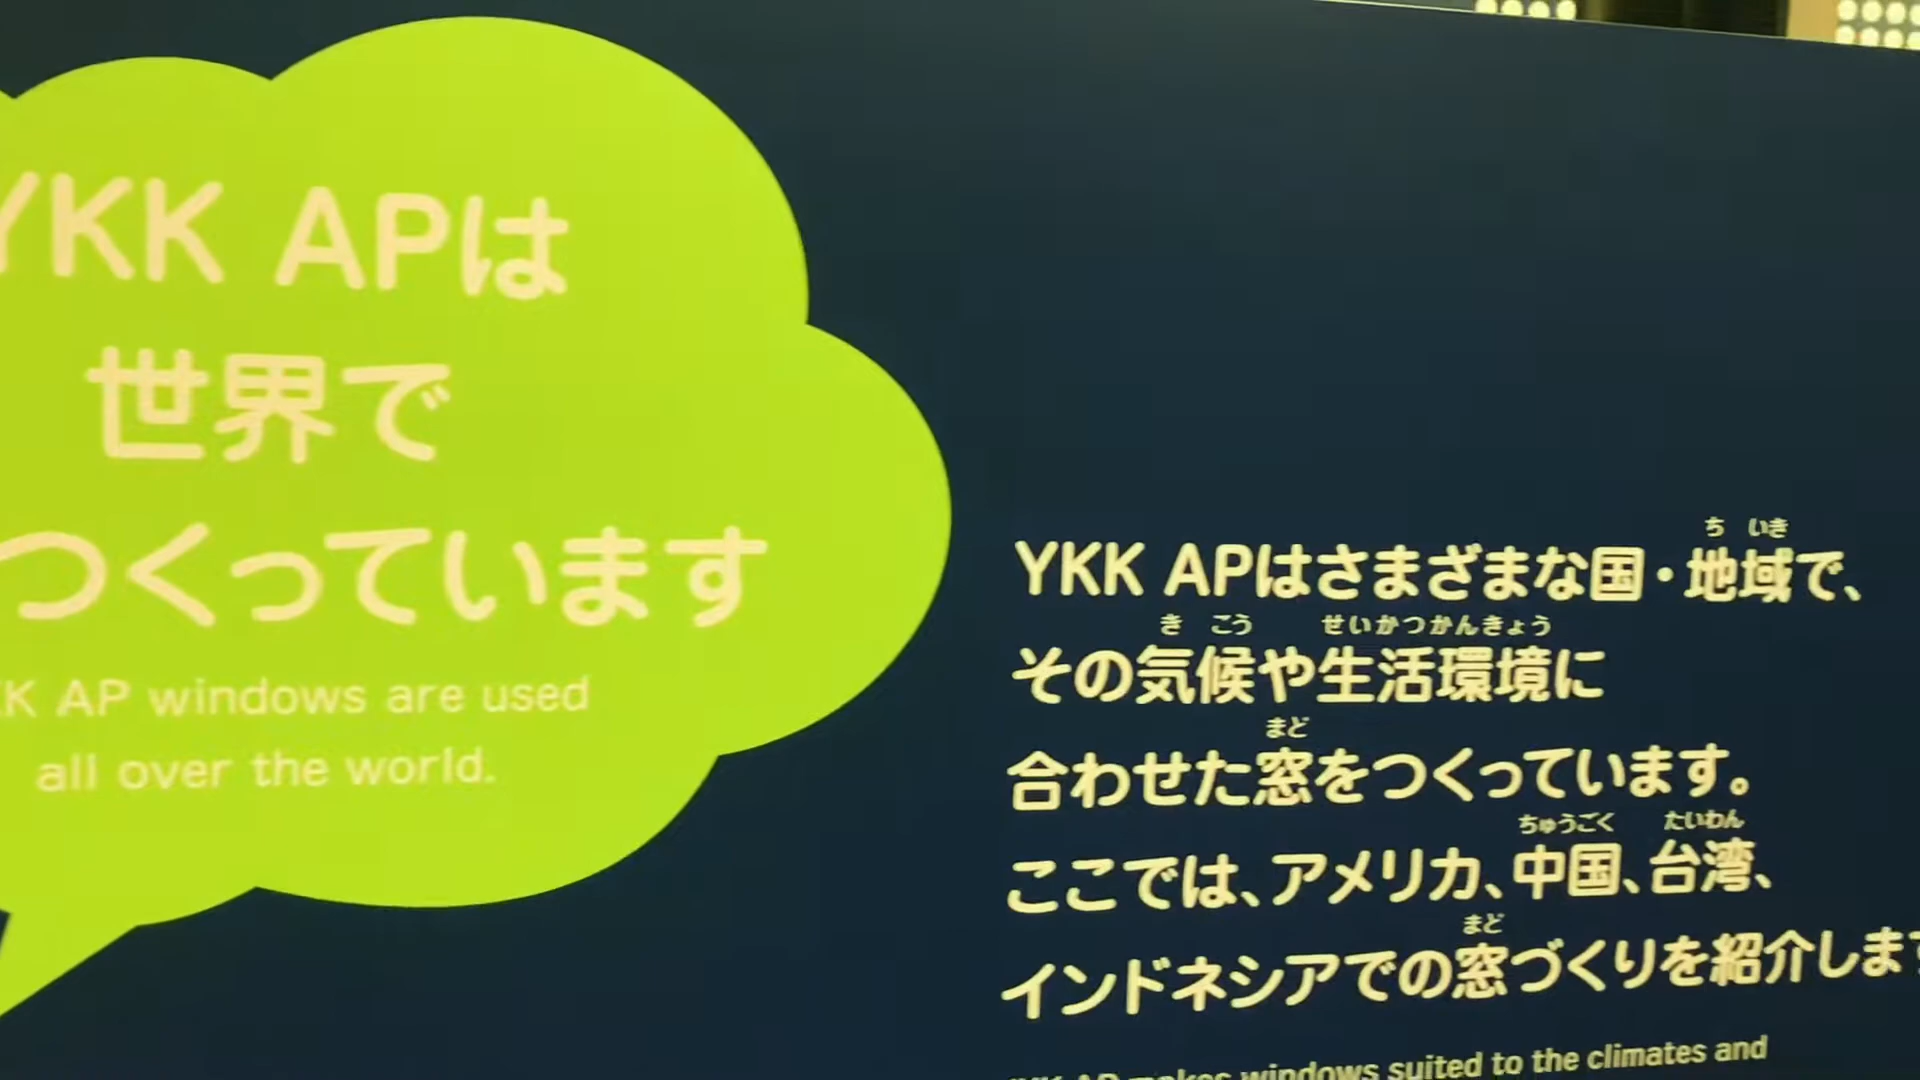 YKK APは
世界で
つくっています
AP windows are used
all over the world.
YKK APはさまざまな国・地域で、
ち いき
その気候や生活環境に
き こう せいかつかんきょう
合わせた窓をつくっています。
まど
ここでは、アメリカ、中国、台湾、
ちゅうごく たいわん
インドネシアでの窓づくりを紹介しま
まど
AP makes windows suited to the climates and